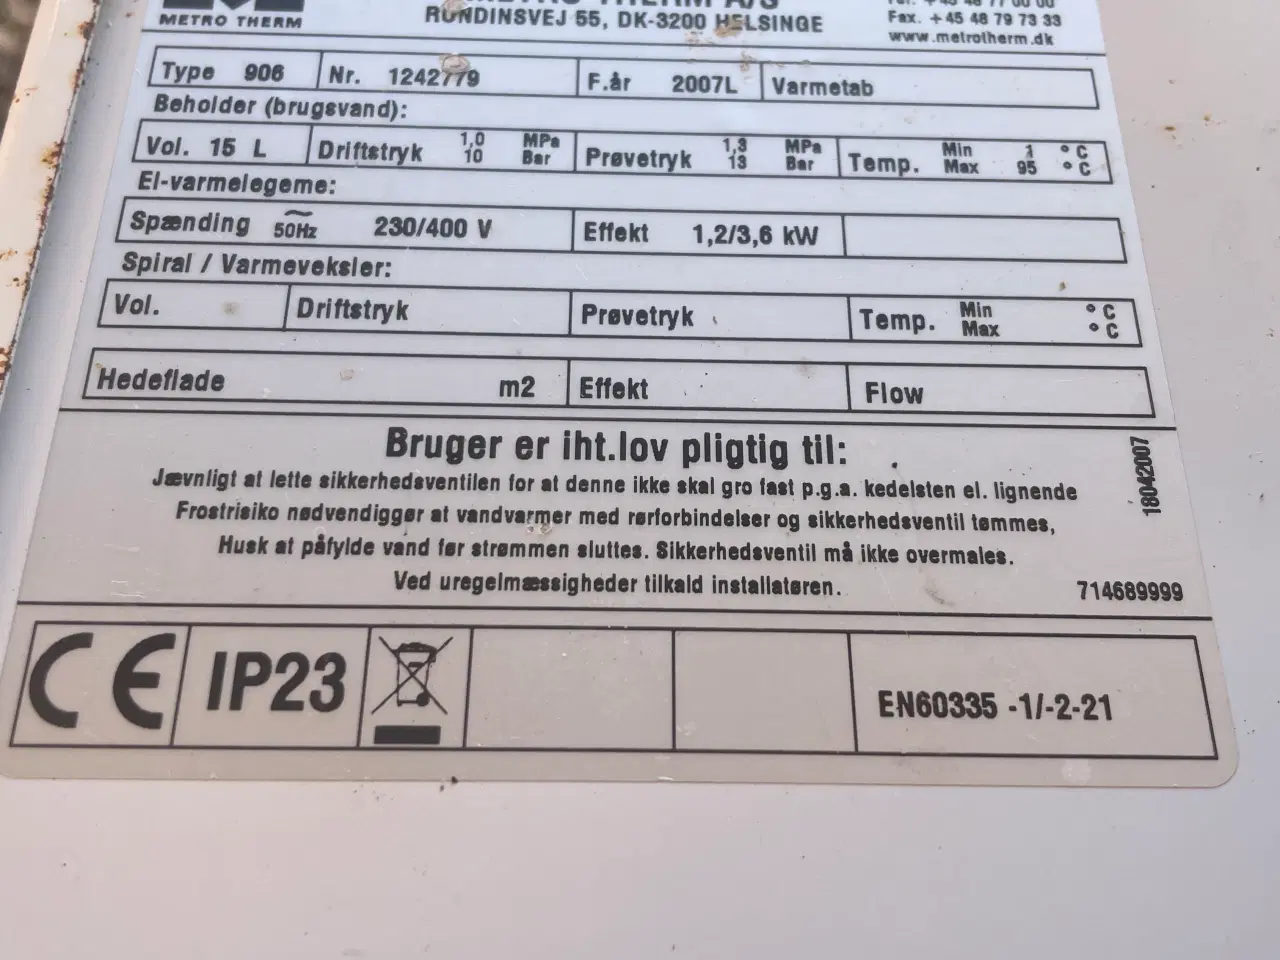 METRO THERM
METRO THERM A/S
RUNDINSVEJ 55, DK-3200 HELSINGE
Fax. +45 48 79 73 33
www.metrotherm.dk
Type 906 Nr. 1242779 F.år 2007L Varmetab
Beholder (brugsvand):
Vol. 15 L Driftstryk 1,0 MPa 10 Bar Prøvetryk 1,3 MPa 13 Bar Temp. Min 1 °C Max 95 °C
El-varmelegeme:
Spænding 50Hz 230/400 V Effekt 1,2/3,6 kW
Spiral / Varmeveksler:
Vol. Driftstryk Prøvetryk Temp. Min °C Max °C
Hedeflade m2 Effekt Flow
Bruger er iht.lov pligtig til:
Jævnligt at lette sikkerhedsventilen for at denne ikke skal gro fast p.g.a. kedelsten el. lignende
Frostrisiko nødvendiggør at vandvarmer med rørforbindelser og sikkerhedsventil tømmes,
Husk at påfylde vand før strømmen sluttes. Sikkerhedsventil må ikke overmales.
Ved uregelmæssigheder tilkald installatøren.
18042007
714689999
CE IP23 EN60335 -1/-2-21